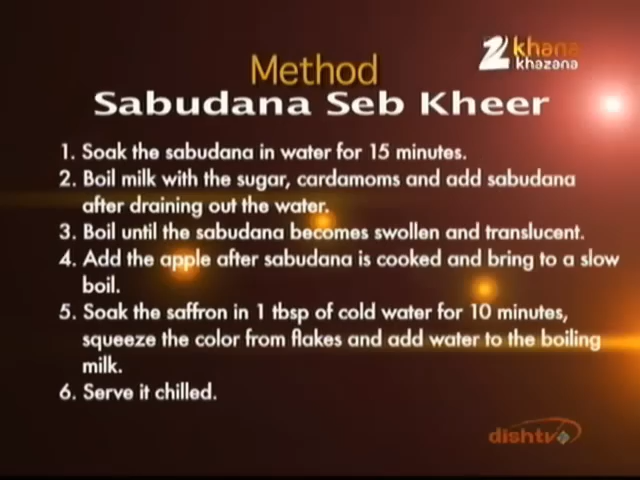 khana
khazana
Method
Sabudana Seb Kheer
1. Soak the sabudana in water for 15 minutes.
2. Boil milk with the sugar, cardamoms and add sabudana
after draining out the water.
3. Boil until the sabudana becomes swollen and translucent.
4. Add the apple after sabudana is cooked and bring to a slow
boil.
5. Soak the saffron in 1 tbsp of cold water for 10 minutes,
squeeze the color from flakes and add water to the boiling
milk.
6. Serve it chilled.
dishtv